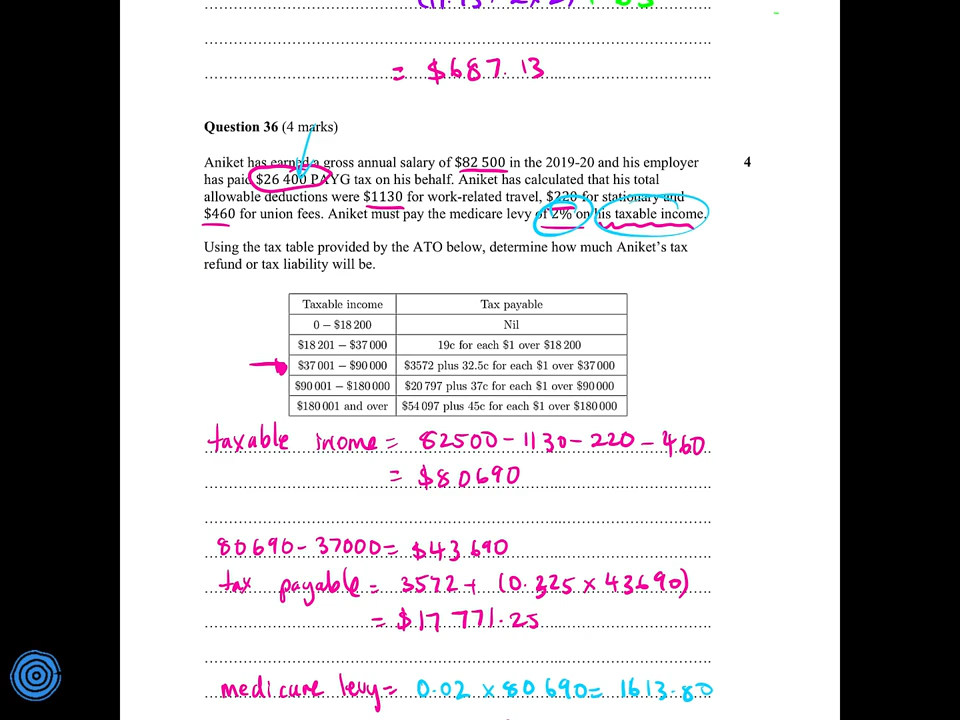 = $687.13
Question 36 (4 marks)
Aniket has earned a gross annual salary of $82 500 in the 2019-20 and his employer 4
has paid $26 400 PAYG tax on his behalf. Aniket has calculated that his total
allowable deductions were $1130 for work-related travel, $220 for stationary and
$460 for union fees. Aniket must pay the medicare levy of 2% on his taxable income.
Using the tax table provided by the ATO below, determine how much Aniket's tax
refund or tax liability will be.
Taxable income Tax payable
0 – $18 200 Nil
$18 201 – $37 000 19c for each $1 over $18 200
$37 001 – $90 000 $3572 plus 32.5c for each $1 over $37 000
$90 001 – $180 000 $20 797 plus 37c for each $1 over $90 000
$180 001 and over $54 097 plus 45c for each $1 over $180 000
taxable income = 82500 - 1130 - 220 - 460
= $80690
80690 - 37000 = $43690
tax payable = 3572 + (0.325 × 43690)
= $17 771.25
medicare levy = 0.02 × 80690 = 1613.80